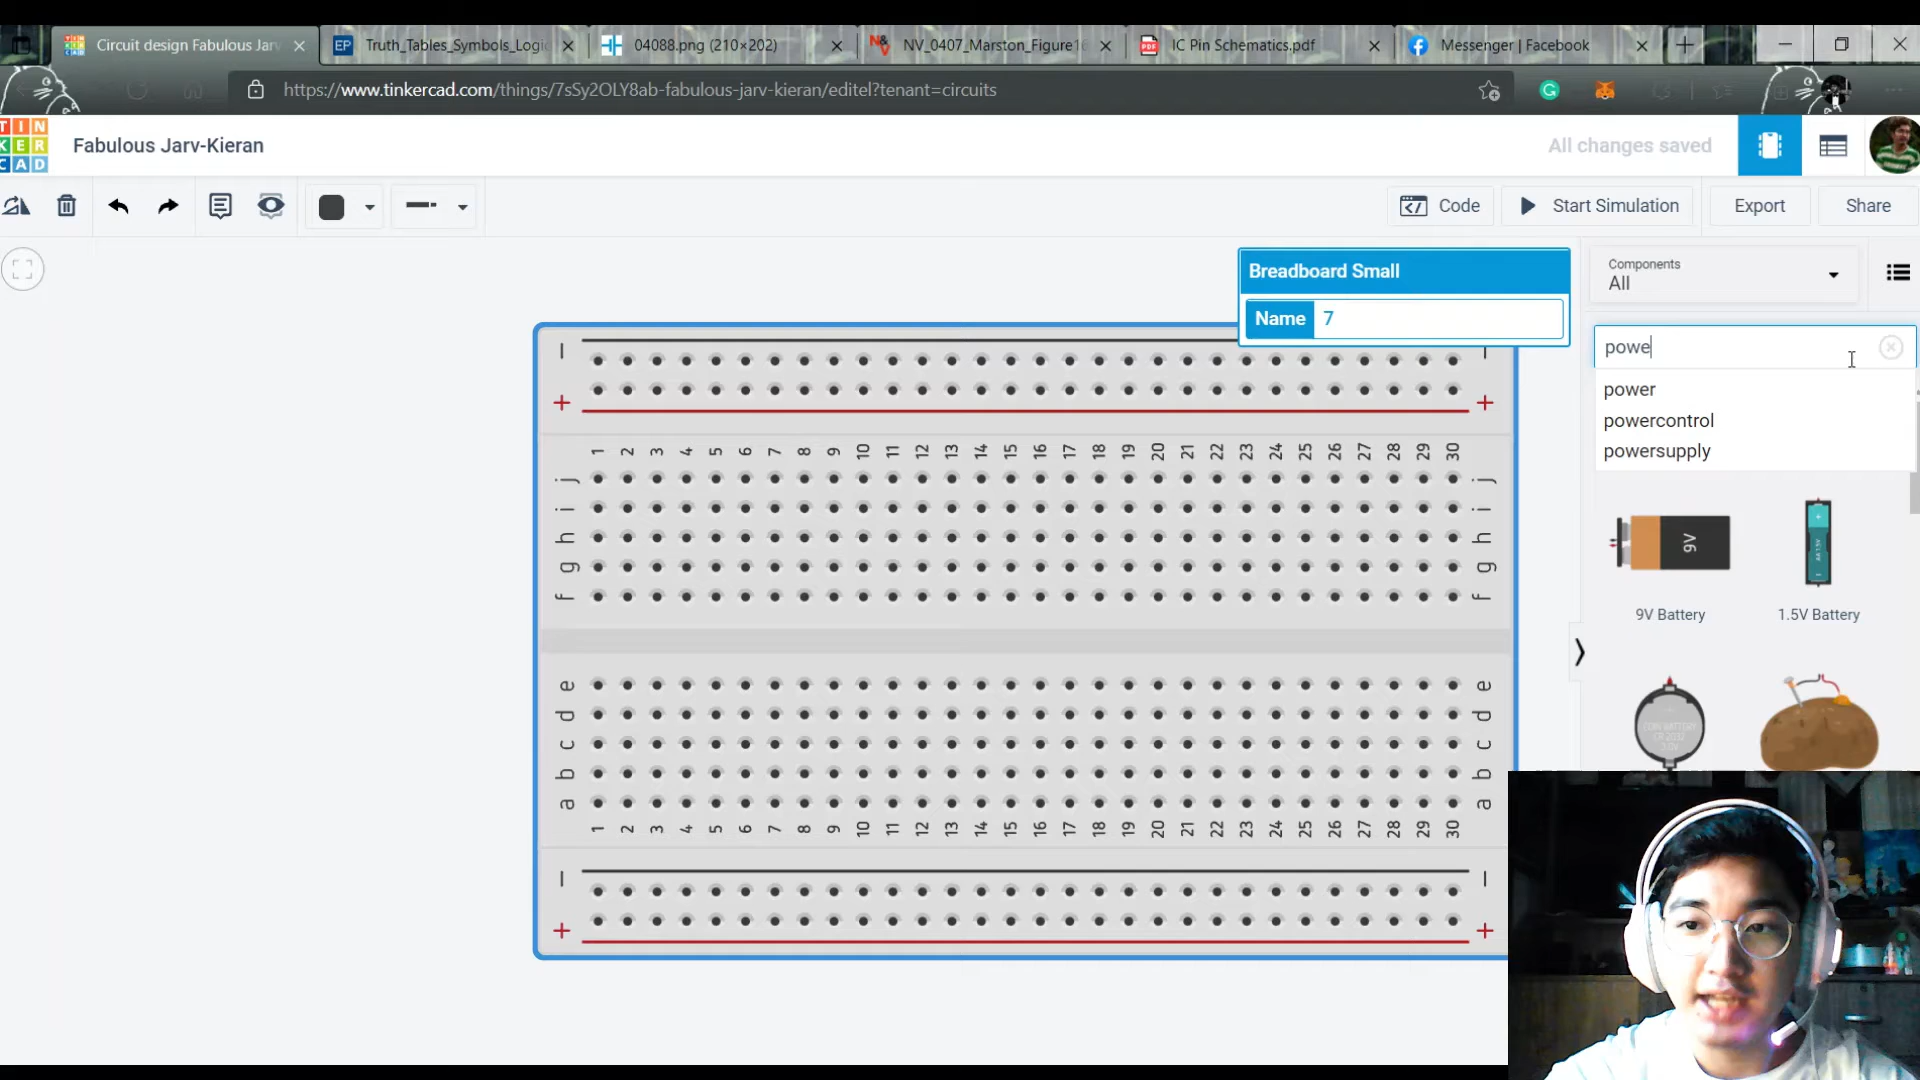 Circuit design Fabulous Jarv
Truth_Tables_Symbols_Logic
04088.png (210×202)
NV_0407_Marston_Figure16
IC Pin Schematics.pdf
Messenger | Facebook
https://www.tinkercad.com/things/7sSy2OLY8ab-fabulous-jarv-kieran/editel?tenant=circuits
TIN
KER
CAD
Fabulous Jarv-Kieran
All changes saved
Code
Start Simulation
Export
Share
Breadboard Small
Name 7
Components
All
powe
power
powercontrol
powersupply
9V
9V Battery
1.5V Battery
1 2 3 4 5 6 7 8 9 10 11 12 13 14 15 16 17 18 19 20 21 22 23 24 25 26 27 28 29 30
j j
i i
h h
g g
f f
e e
d d
c c
b b
a a
1 2 3 4 5 6 7 8 9 10 11 12 13 14 15 16 17 18 19 20 21 22 23 24 25 26 27 28 29 30